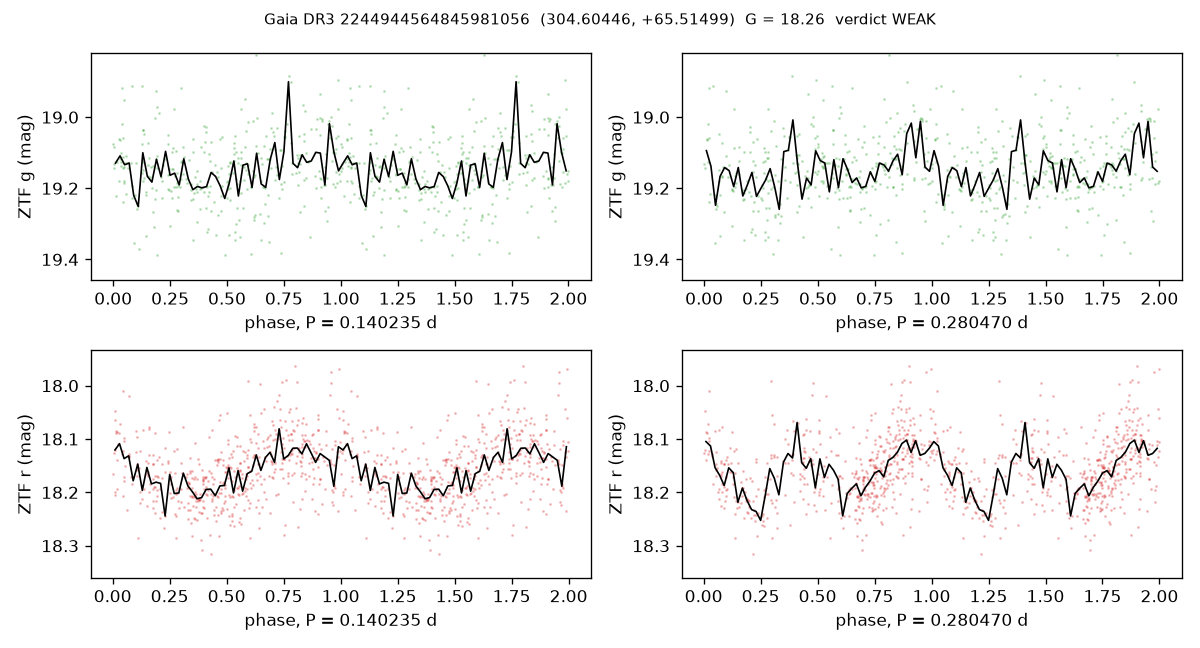 Gaia DR3 2244944564845981056 (304.60446, +65.51499) G = 18.26 verdict WEAK
ZTF g (mag)
19.0
19.2
19.4
0.00 0.25 0.50 0.75 1.00 1.25 1.50 1.75 2.00
phase, P = 0.140235 d
ZTF g (mag)
19.0
19.2
19.4
0.00 0.25 0.50 0.75 1.00 1.25 1.50 1.75 2.00
phase, P = 0.280470 d
ZTF r (mag)
18.0
18.1
18.2
18.3
0.00 0.25 0.50 0.75 1.00 1.25 1.50 1.75 2.00
phase, P = 0.140235 d
ZTF r (mag)
18.0
18.1
18.2
18.3
0.00 0.25 0.50 0.75 1.00 1.25 1.50 1.75 2.00
phase, P = 0.280470 d